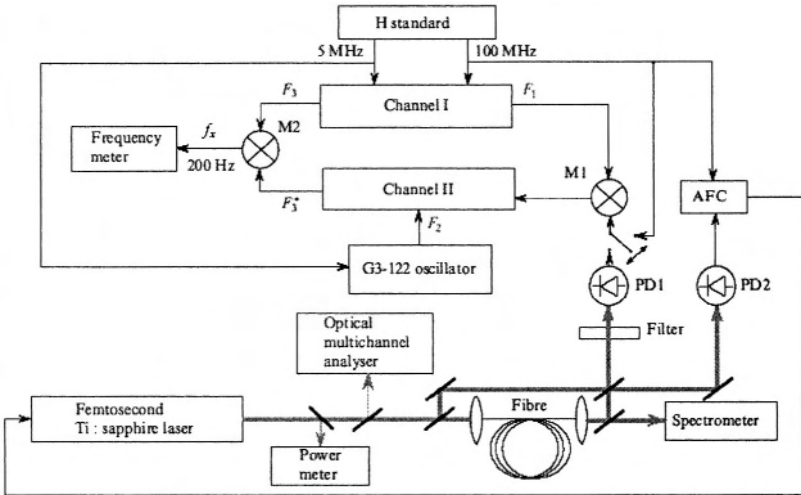 H standard
5 MHz
100 MHz
F3
Channel I
F1
Frequency
meter
fx
200 Hz
M2
Channel II
M1
AFC
F3*
F2
G3-122 oscillator
PD1
PD2
Optical
multichannel
analyser
Filter
Femtosecond
Ti : sapphire laser
Fibre
Spectrometer
Power
meter